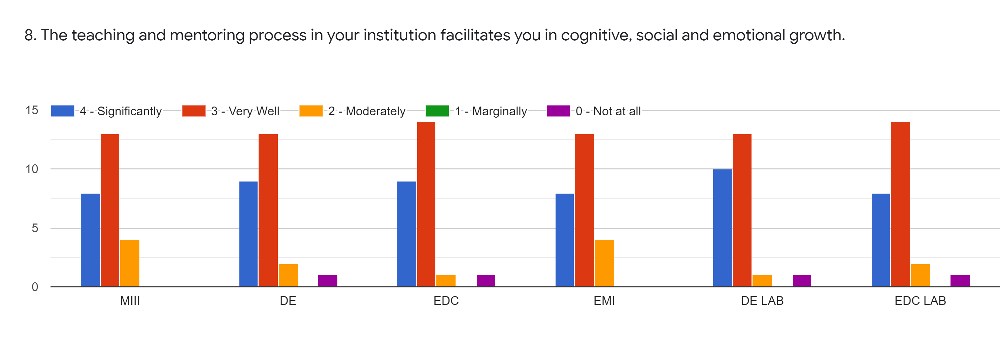 8. The teaching and mentoring process in your institution facilitates you in cognitive, social and emotional growth.
15 4 - Significantly 3 - Very Well 2 - Moderately 1 - Marginally 0 - Not at all
10
5
0
MIII DE EDC EMI DE LAB EDC LAB